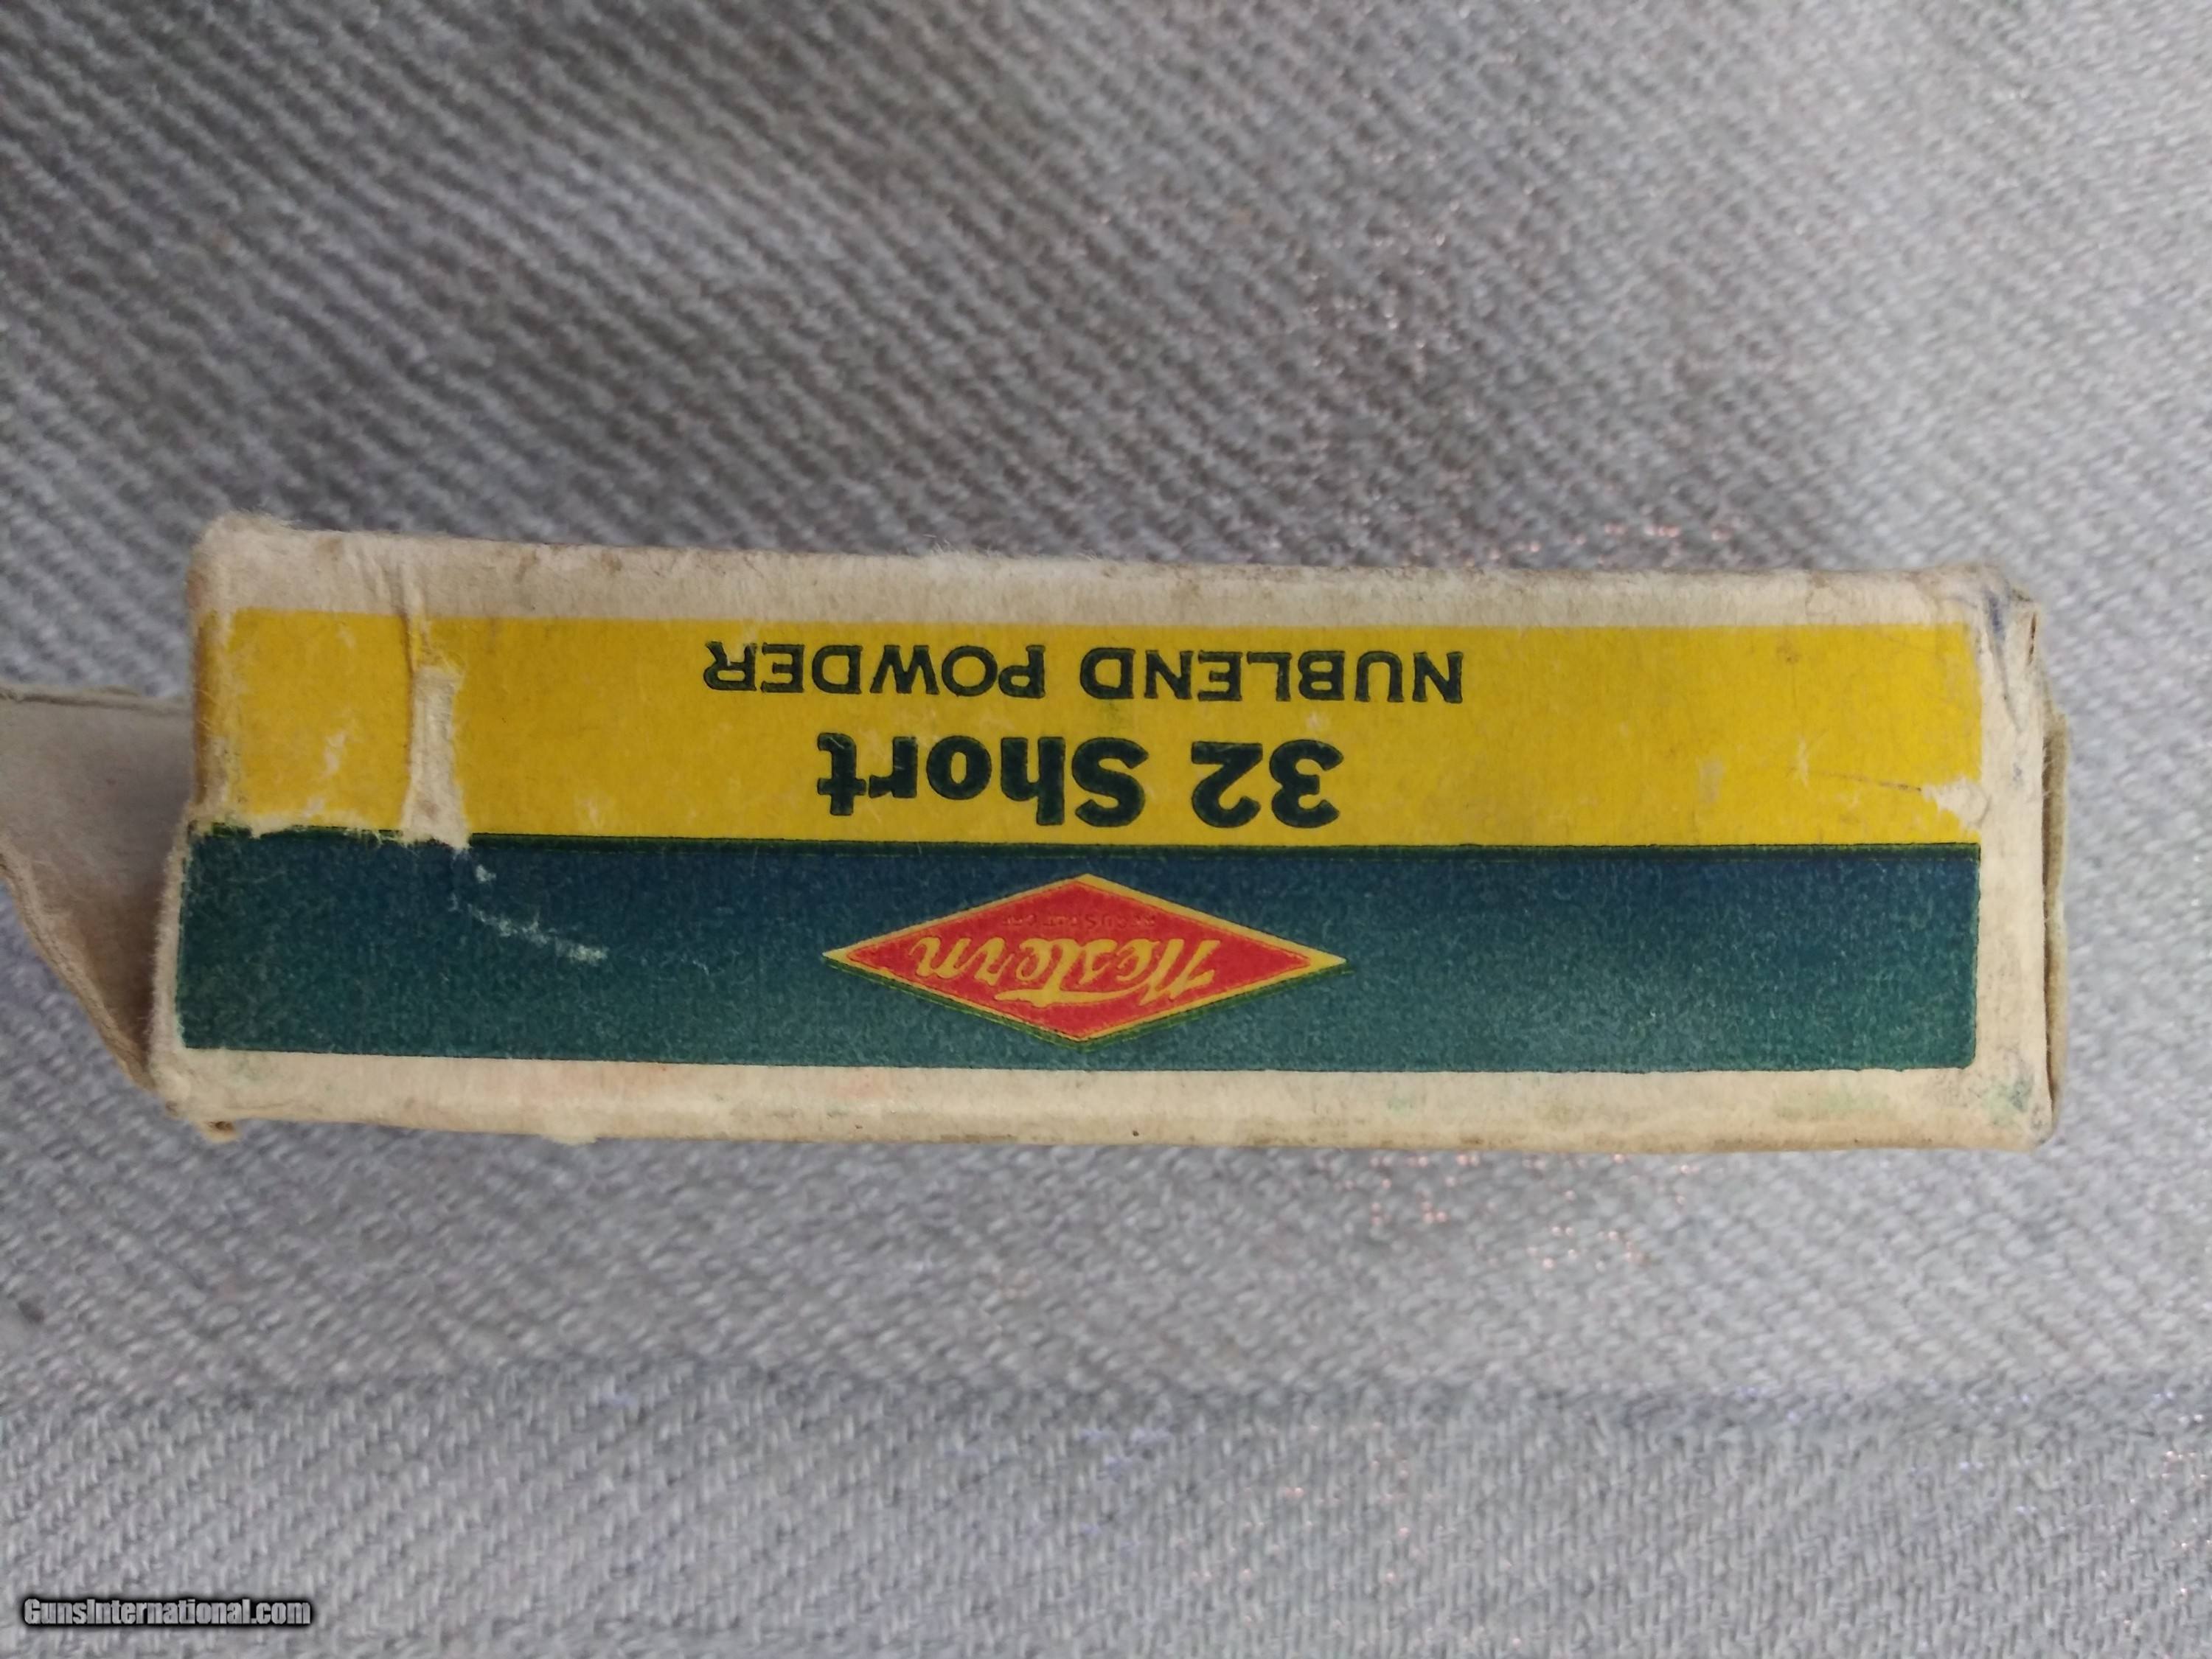 Western
32 Short
NUBLEND POWDER
GunsInternational.com